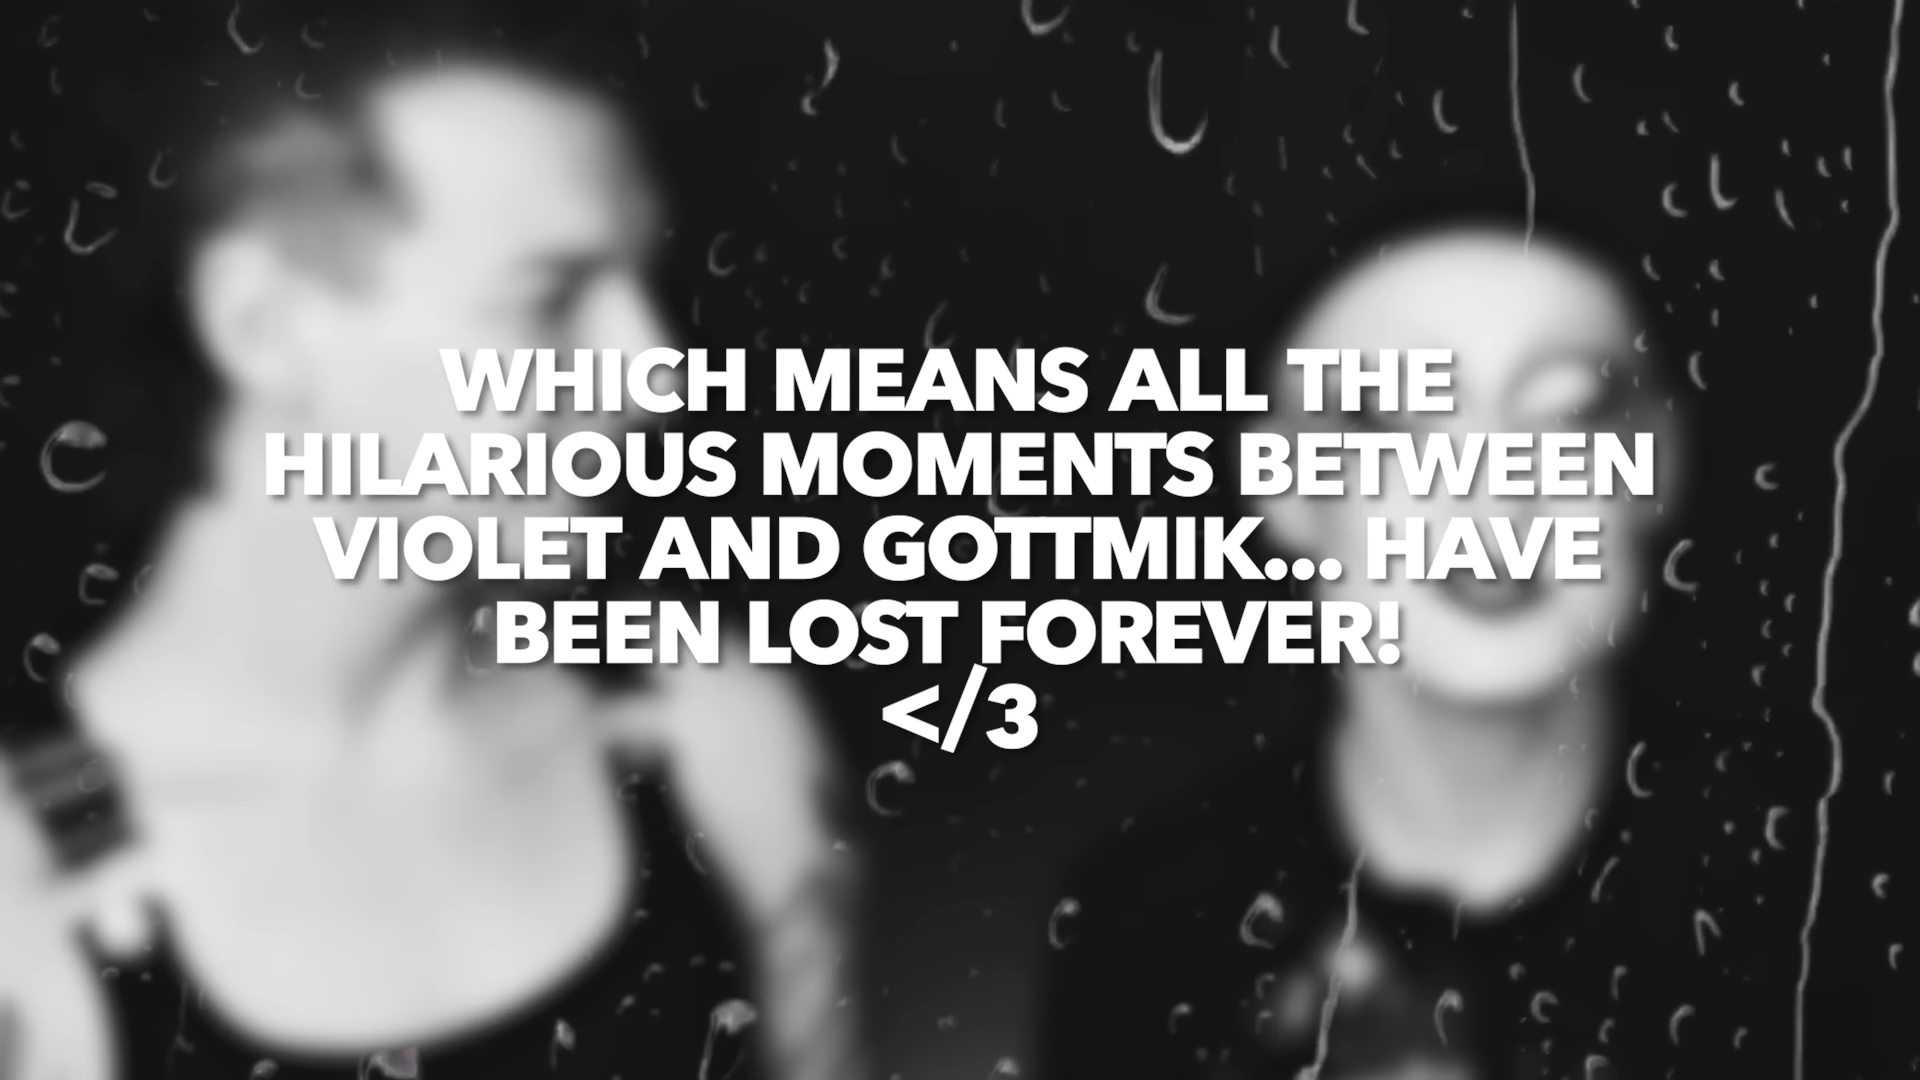 WHICH MEANS ALL THE
HILARIOUS MOMENTS BETWEEN
VIOLET AND GOTTMIK... HAVE
BEEN LOST FOREVER!
</3